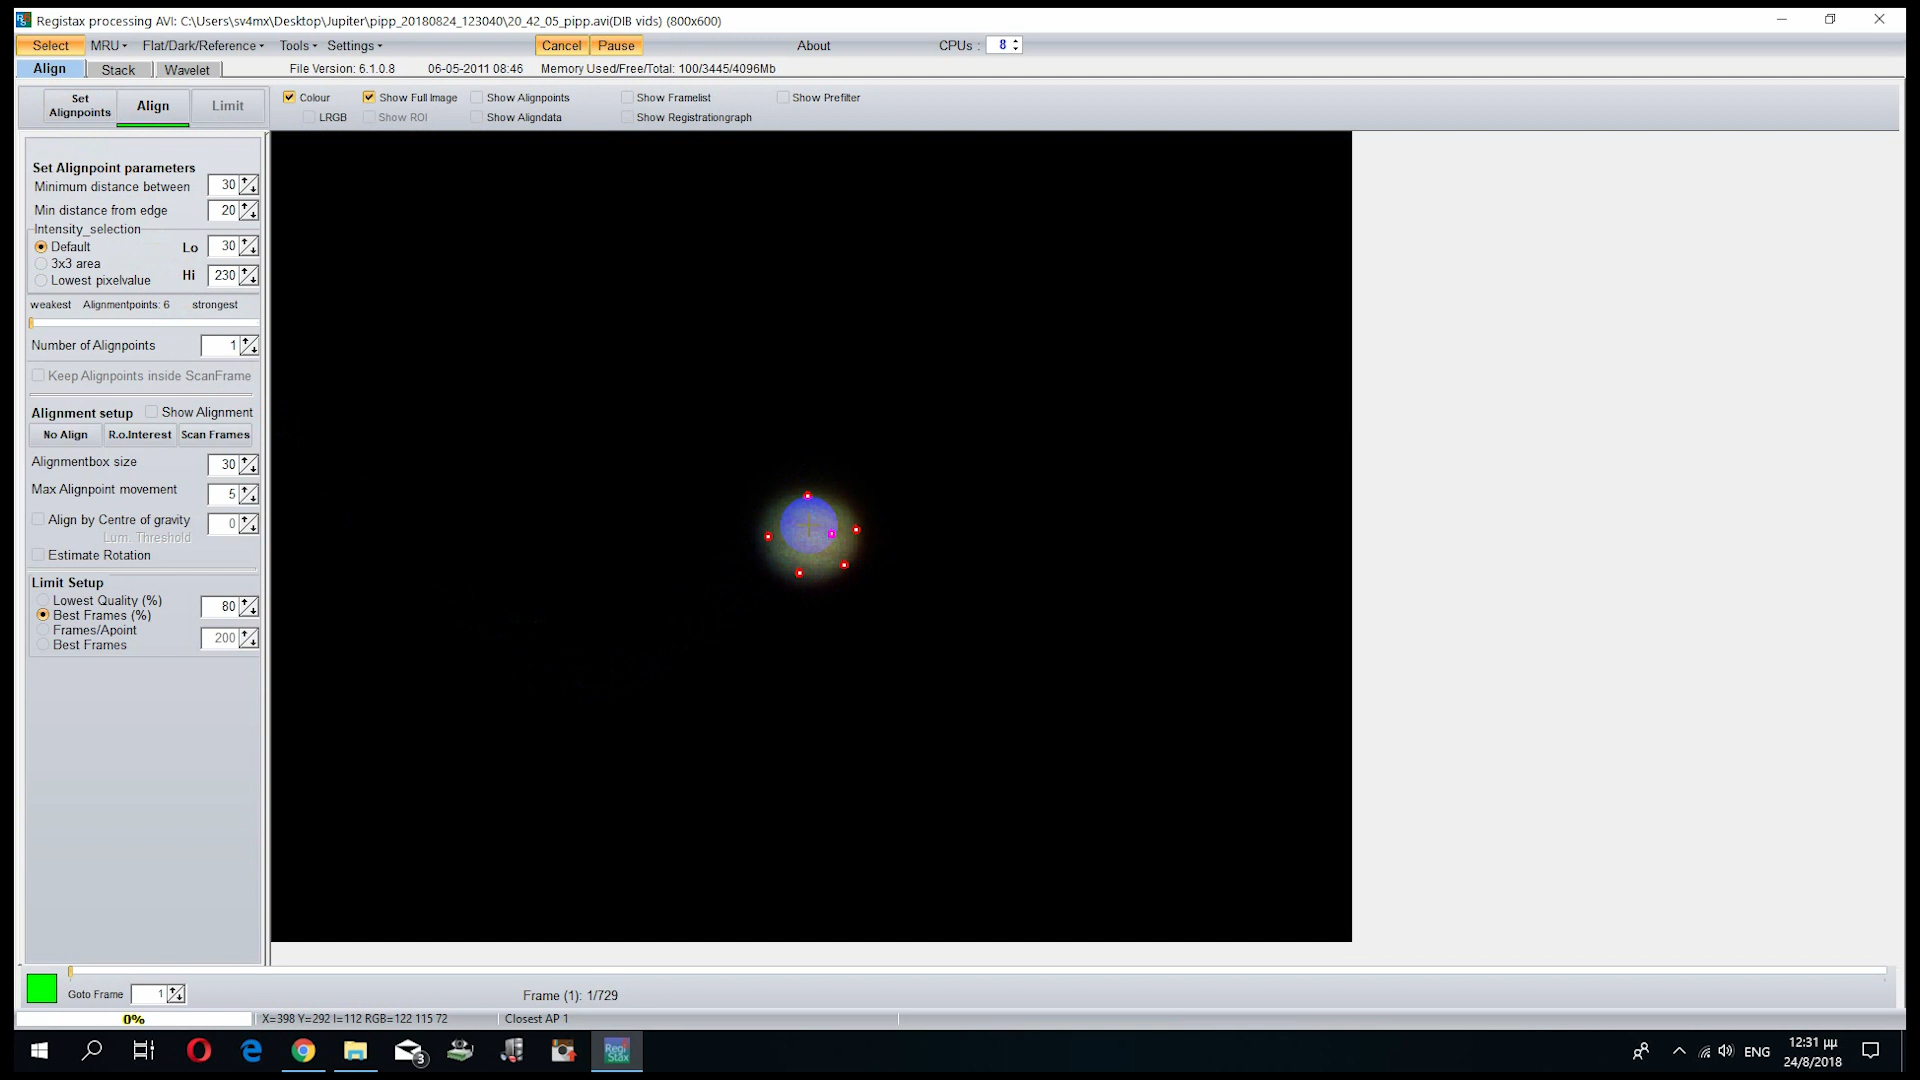 Registax processing AVI: C:\Users\sv4mx\Desktop\Jupiter\pipp_20180824_123040\20_42_05_pipp.avi(DIB vids) (800x600)
Select MRU Flat/Dark/Reference Tools Settings Cancel Pause About CPUs : 8
Align Stack Wavelet File Version: 6.1.0.8 06-05-2011 08:46 Memory Used/Free/Total: 100/3445/4096Mb
Set Alignpoints Align Limit
Colour Show Full Image Show Alignpoints Show Framelist Show Prefilter
LRGB Show ROI Show Aligndata Show Registrationgraph
Set Alignpoint parameters
Minimum distance between 30
Min distance from edge 20
Intensity_selection
Default Lo 30
3x3 area
Lowest pixelvalue Hi 230
weakest Alignmentpoints: 6 strongest
Number of Alignpoints 1
Keep Alignpoints inside ScanFrame
Alignment setup Show Alignment
No Align R.o.Interest Scan Frames
Alignmentbox size 30
Max Alignpoint movement 5
Align by Centre of gravity 0
Lum. Threshold
Estimate Rotation
Limit Setup
Lowest Quality (%) 80
Best Frames (%)
Frames/Apoint 200
Best Frames
Goto Frame 1 Frame (1): 1/729
0% X=398 Y=292 I=112 RGB=122 115 72 Closest AP 1
3 Regi Stax ENG 12:31 μμ
24/8/2018